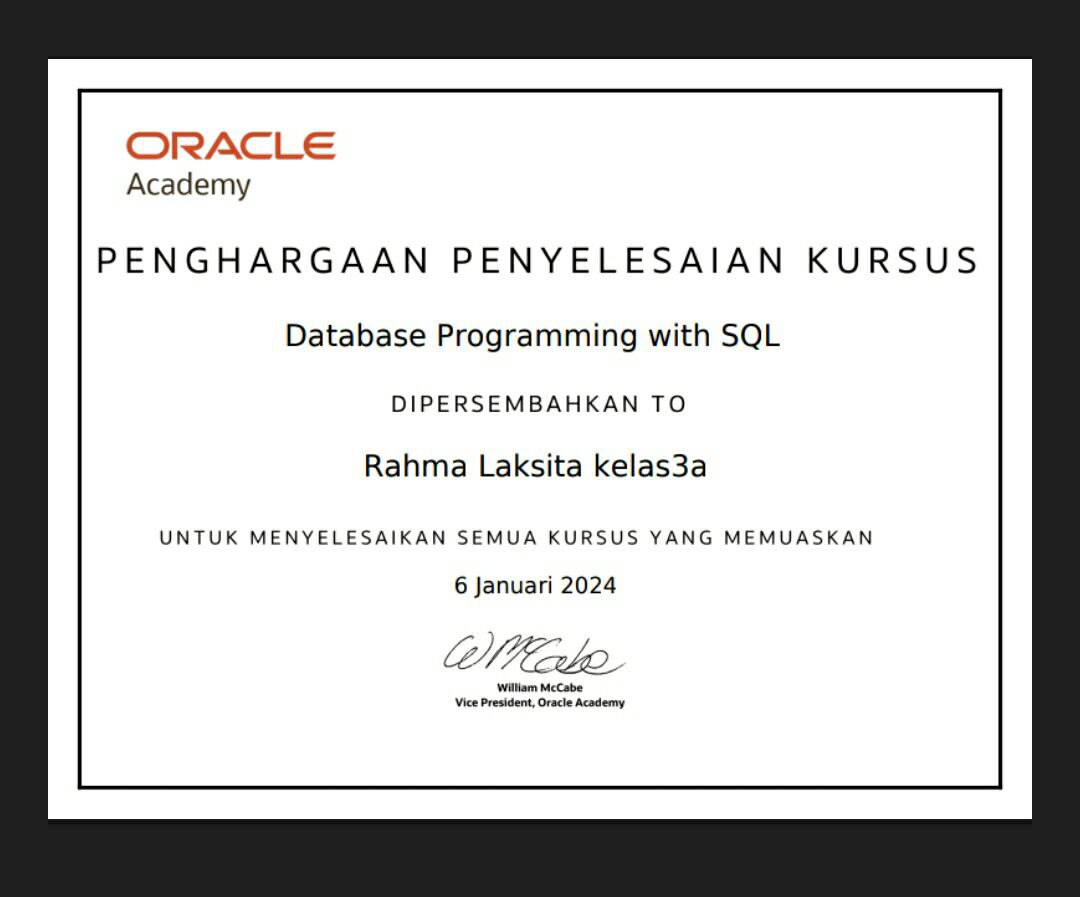 ORACLE
Academy
PENGHARGAAN PENYELESAIAN KURSUS
Database Programming with SQL
DIPERSEMBAHKAN TO
Rahma Laksita kelas3a
UNTUK MENYELESAIKAN SEMUA KURSUS YANG MEMUASKAN
6 Januari 2024
W McCabe
William McCabe
Vice President, Oracle Academy